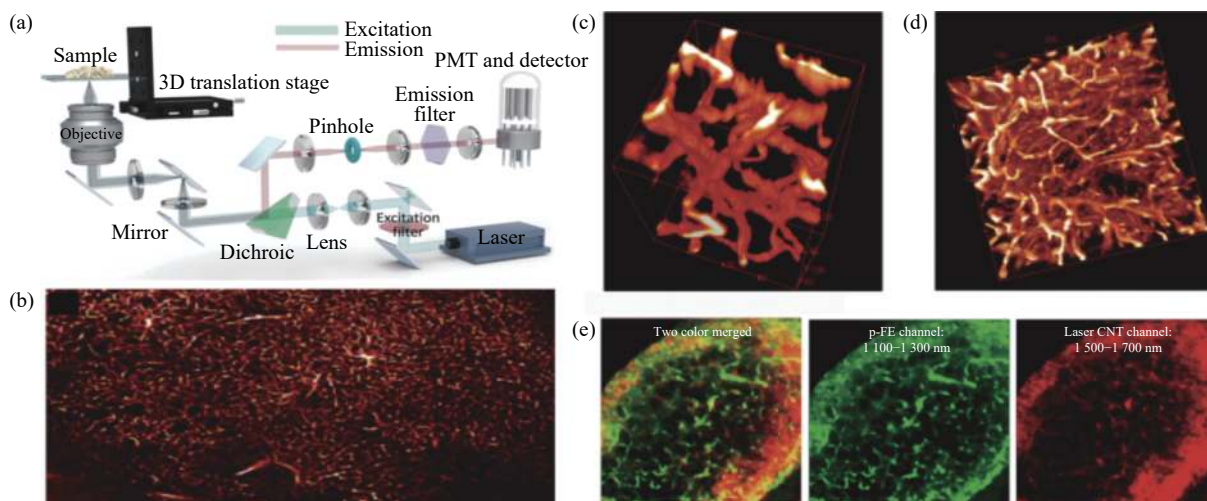 (a)
Excitation
Emission
Sample
3D translation stage
PMT and detector
Emission
filter
Objective
Pinhole
Mirror
Dichroic
Lens
Excitation
filter
Laser
(b)
(c)
(d)
(e)
Two color merged
p-FE channel:
1 100−1 300 nm
Laser CNT channel:
1 500−1 700 nm